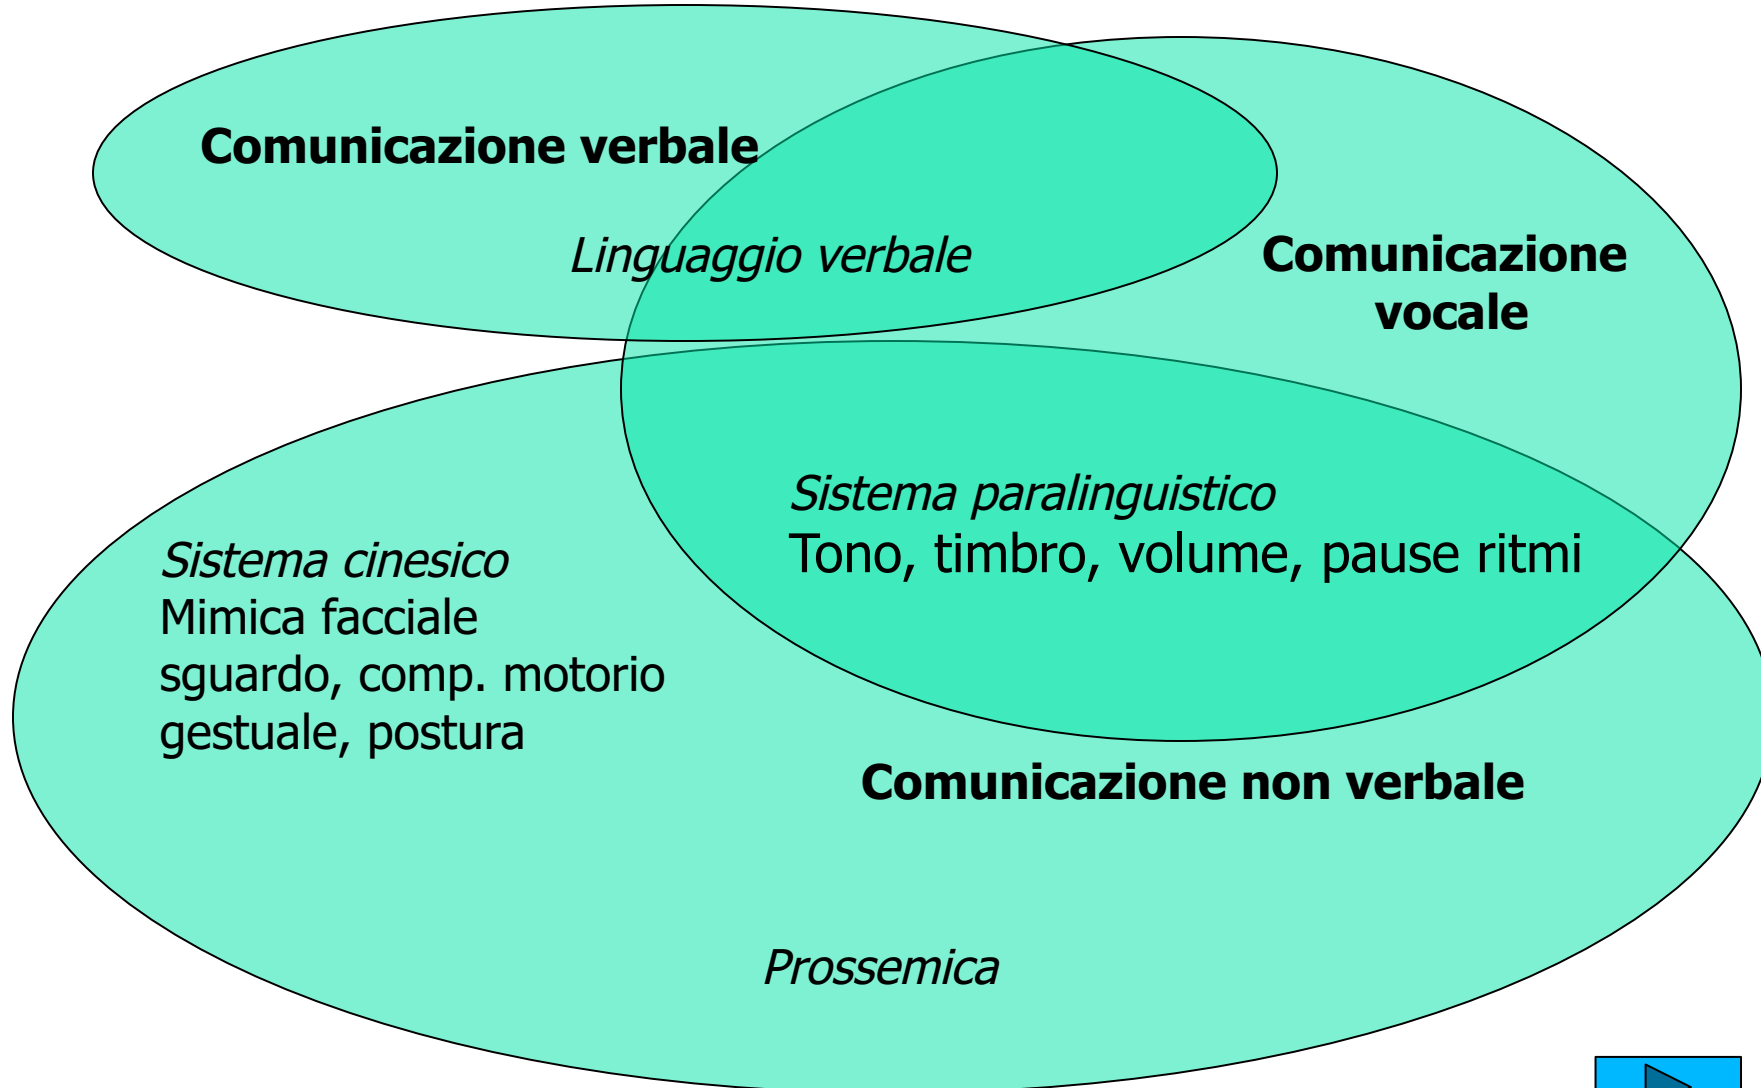 Comunicazione verbale
Linguaggio verbale
Comunicazione
vocale
Sistema paralinguistico
Tono, timbro, volume, pause ritmi
Sistema cinesico
Mimica facciale
sguardo, comp. motorio
gestuale, postura
Comunicazione non verbale
Prossemica